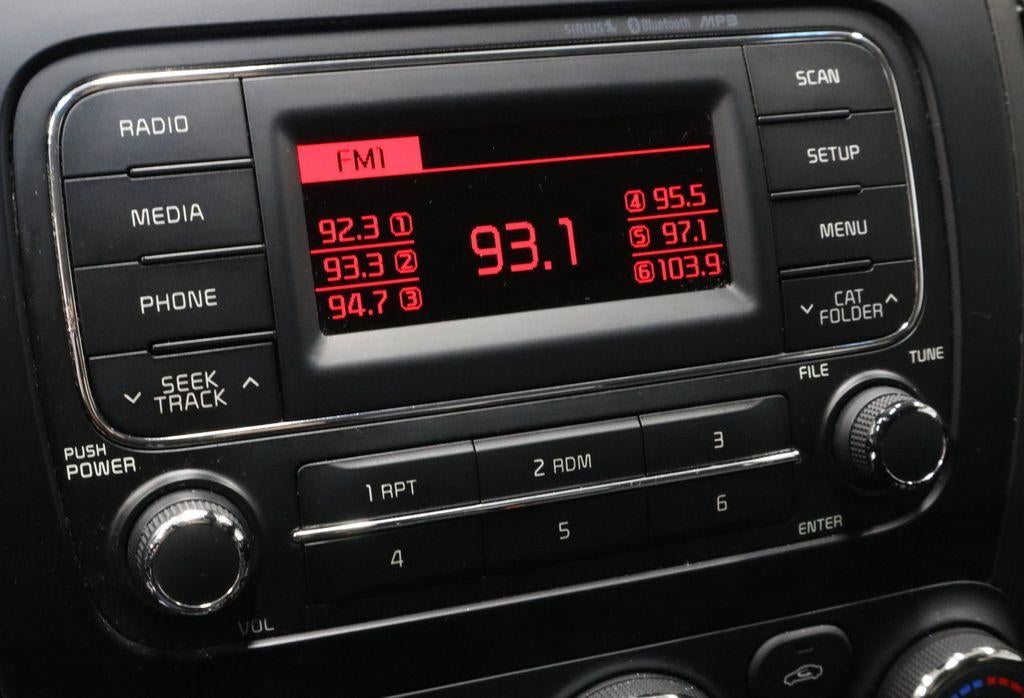 SIRIUS Bluetooth MP3
RADIO
MEDIA
PHONE
SEEK
TRACK
FM1
92.3 1
93.3 2
94.7 3
93.1
4 95.5
5 97.1
6 103.9
SCAN
SETUP
MENU
CAT
FOLDER
PUSH
POWER
VOL
1 RPT
2 RDM
3
4
5
6
FILE
TUNE
ENTER